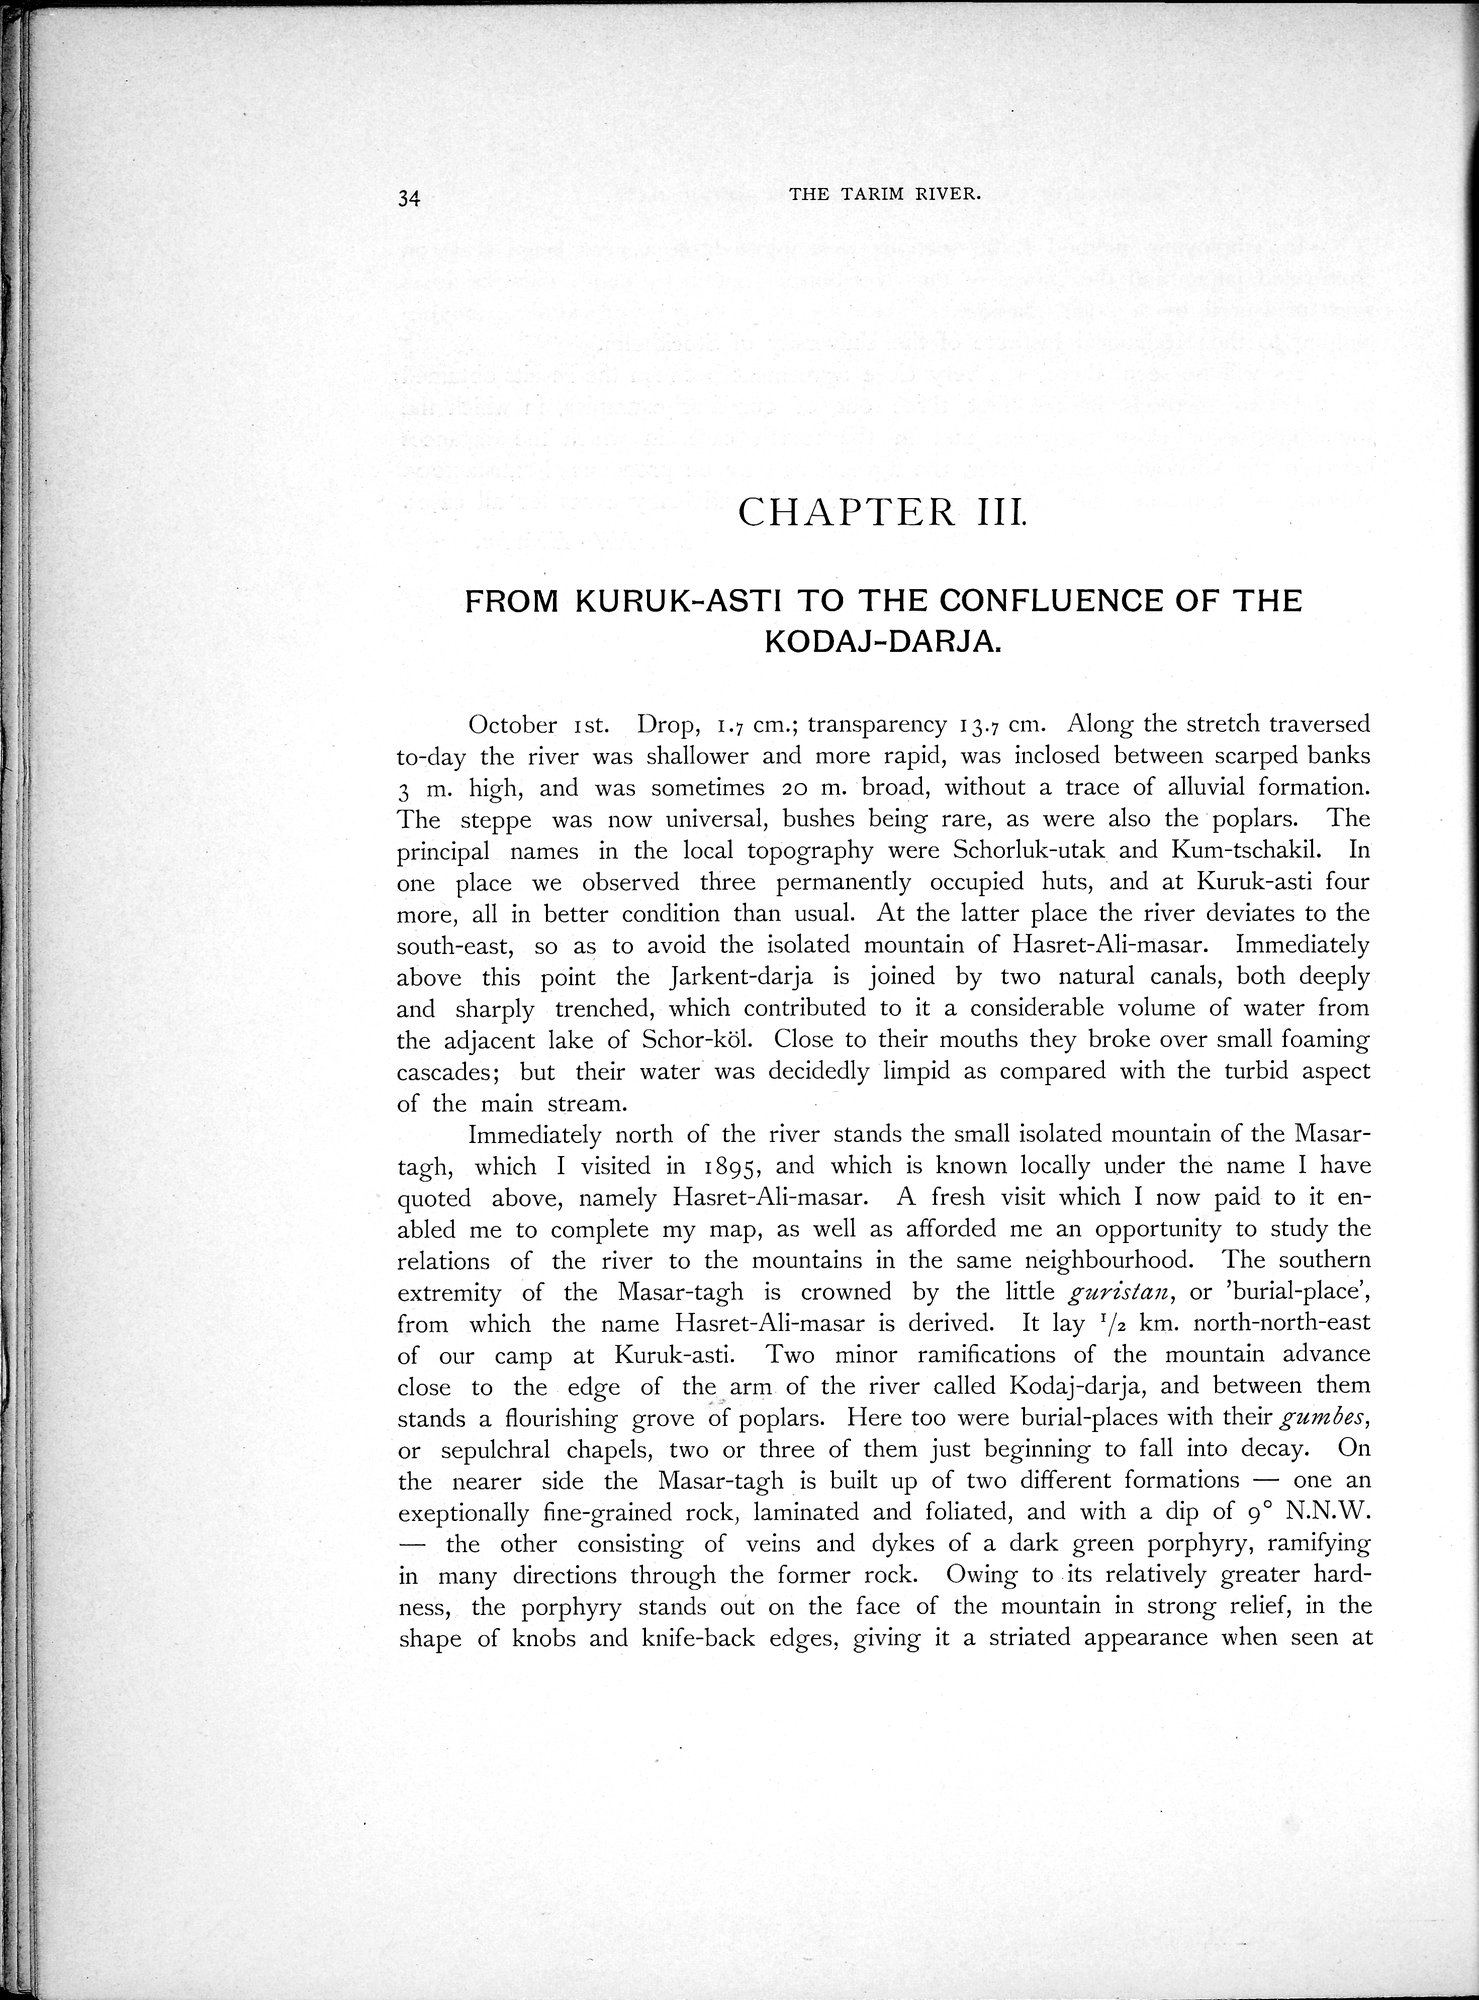 34
THE TARIM RIVER.
CHAPTER III.
FROM KURUK-ASTI TO THE CONFLUENCE OF THE
KODAJ-DARJA.
October 1st. Drop, 1.7 cm.; transparency 13.7 cm. Along the stretch traversed
to-day the river was shallower and more rapid, was inclosed between scarped banks
3 m. high, and was sometimes 20 m. broad, without a trace of alluvial formation.
The steppe was now universal, bushes being rare, as were also the poplars. The
principal names in the local topography were Schorluk-utak and Kum-tschakil. In
one place we observed three permanently occupied huts, and at Kuruk-asti four
more, all in better condition than usual. At the latter place the river deviates to the
south-east, so as to avoid the isolated mountain of Hasret-Ali-masar. Immediately
above this point the Jarkent-darja is joined by two natural canals, both deeply
and sharply trenched, which contributed to it a considerable volume of water from
the adjacent lake of Schor-köl. Close to their mouths they broke over small foaming
cascades; but their water was decidedly limpid as compared with the turbid aspect
of the main stream.
Immediately north of the river stands the small isolated mountain of the Masar-
tagh, which I visited in 1895, and which is known locally under the name I have
quoted above, namely Hasret-Ali-masar. A fresh visit which I now paid to it en-
abled me to complete my map, as well as afforded me an opportunity to study the
relations of the river to the mountains in the same neighbourhood. The southern
extremity of the Masar-tagh is crowned by the little guristan, or 'burial-place',
from which the name Hasret-Ali-masar is derived. It lay 1/2 km. north-north-east
of our camp at Kuruk-asti. Two minor ramifications of the mountain advance
close to the edge of the arm of the river called Kodaj-darja, and between them
stands a flourishing grove of poplars. Here too were burial-places with their gumbes,
or sepulchral chapels, two or three of them just beginning to fall into decay. On
the nearer side the Masar-tagh is built up of two different formations — one an
exeptionally fine-grained rock, laminated and foliated, and with a dip of 9° N.N.W.
— the other consisting of veins and dykes of a dark green porphyry, ramifying
in many directions through the former rock. Owing to its relatively greater hard-
ness, the porphyry stands out on the face of the mountain in strong relief, in the
shape of knobs and knife-back edges, giving it a striated appearance when seen at